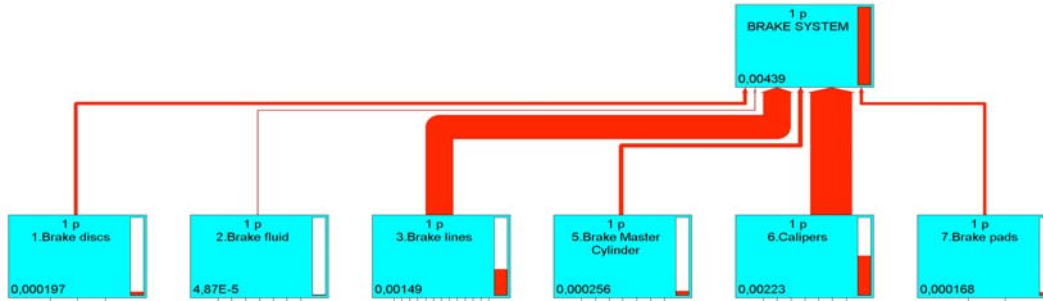 1 p
BRAKE SYSTEM
0,00439
1 p
1.Brake discs
0,000197
1 p
2.Brake fluid
4,87E-5
1 p
3.Brake lines
0,00149
1 p
5.Brake Master
Cylinder
0,000256
1 p
6.Calipers
0,00223
1 p
7.Brake pads
0,000168